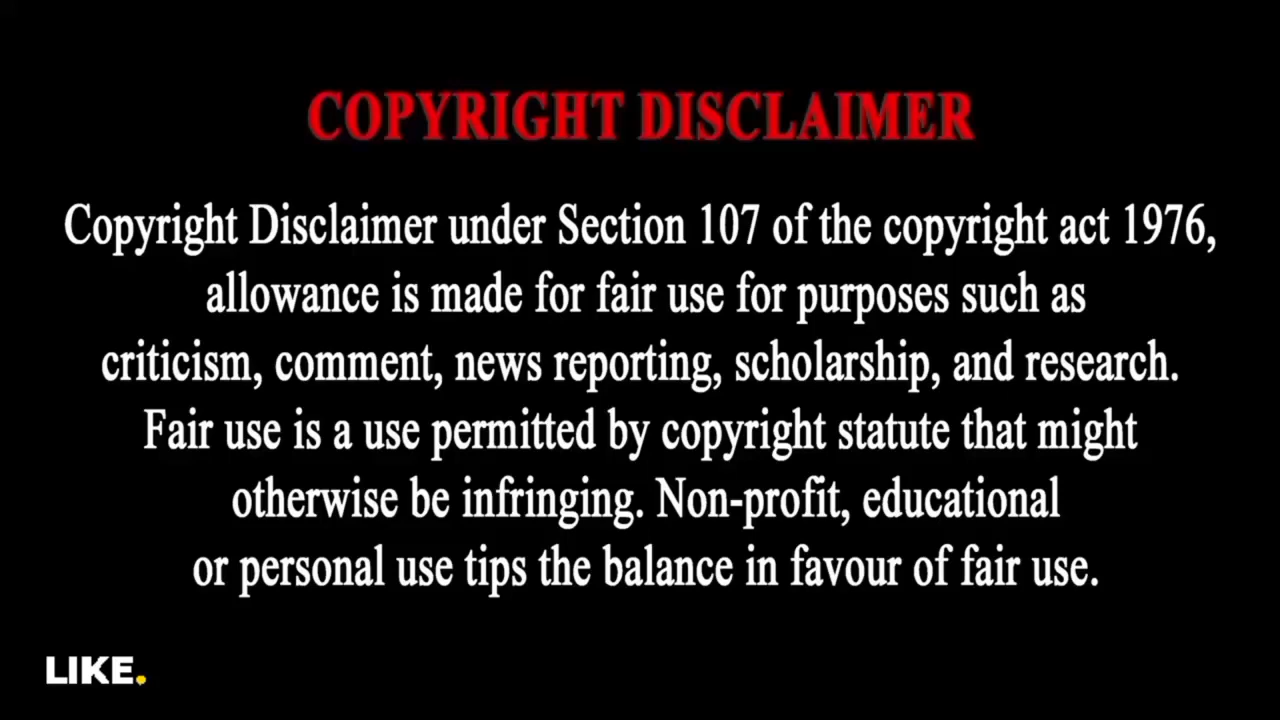 COPYRIGHT DISCLAIMER
Copyright Disclaimer under Section 107 of the copyright act 1976,
allowance is made for fair use for purposes such as
criticism, comment, news reporting, scholarship, and research.
Fair use is a use permitted by copyright statute that might
otherwise be infringing. Non-profit, educational
or personal use tips the balance in favour of fair use.
LIKE.